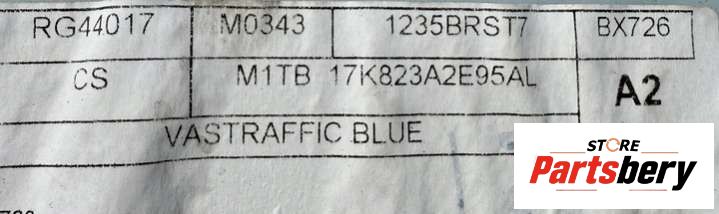 RG44017 M0343 1235BRST7 BX726
CS M1TB 17K823A2E95AL A2
VASTRAFFIC BLUE
STORE
Partsbery